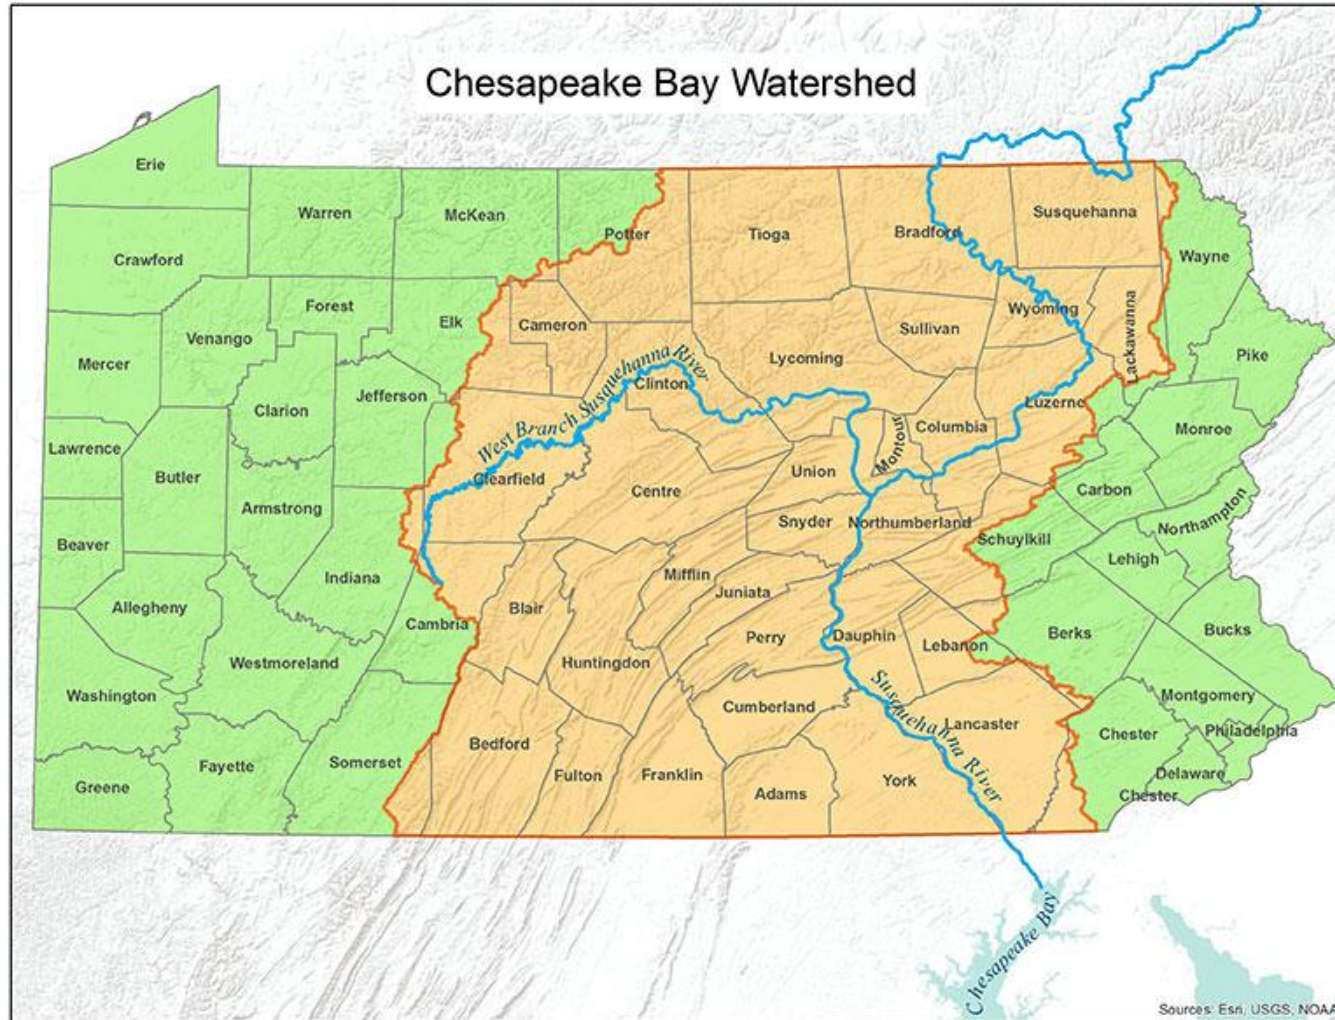 Chesapeake Bay Watershed
Erie
Warren
McKean
Potter
Tioga
Bradford
Susquehanna
Wayne
Crawford
Forest
Venango
Elk
Cameron
Sullivan
Wyoming
Lackawanna
Pike
Mercer
Clarion
Jefferson
Clinton
Lycoming
Luzerne
Monroe
Lawrence
Butler
Armstrong
West Branch Susquehanna River
Clearfield
Centre
Union
Montour
Columbia
Carbon
Northampton
Beaver
Indiana
Snyder
Northumberland
Schuylkill
Lehigh
Allegheny
Cambria
Blair
Mifflin
Juniata
Perry
Dauphin
Lebanon
Berks
Bucks
Westmoreland
Huntingdon
Washington
Cumberland
Susquehanna River
Lancaster
Montgomery
Philadelphia
Greene
Fayette
Somerset
Bedford
Fulton
Franklin
Adams
York
Chester
Delaware
Chester
Chesapeake Bay
Sources: Esri, USGS, NOAA